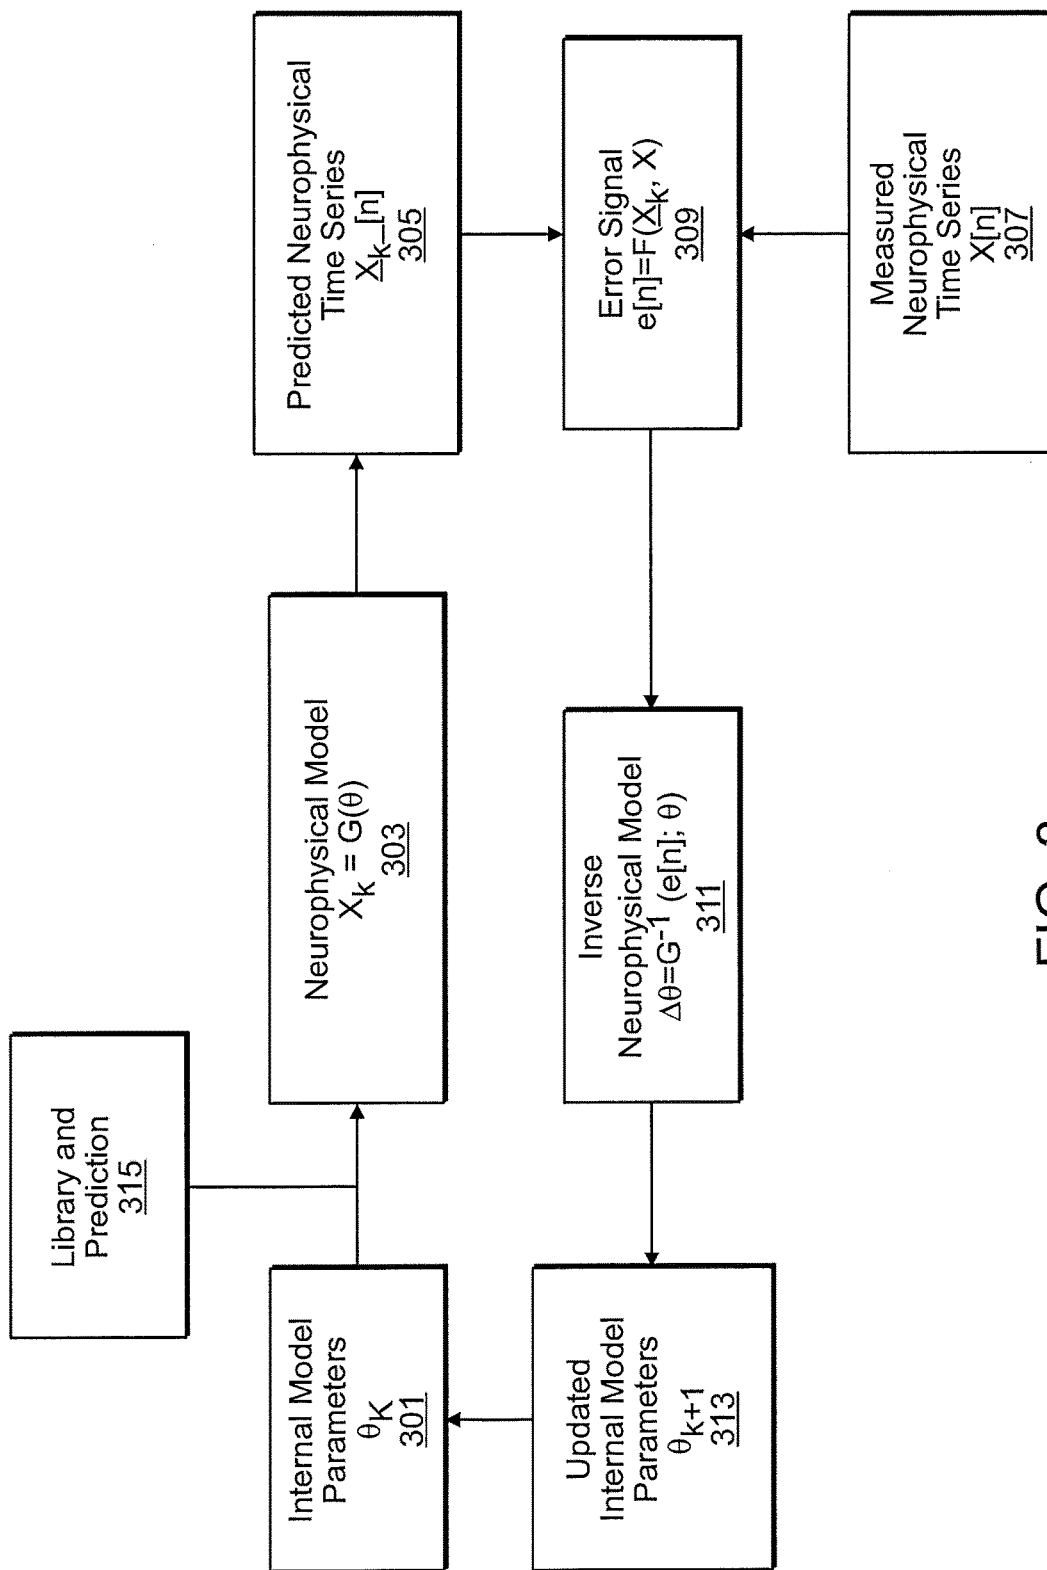 Library and
Prediction
315
Internal Model
Parameters
θK
301
Neurophysical Model
Xk = G(θ)
303
Predicted Neurophysical
Time Series
Xk_[n]
305
Updated
Internal Model
Parameters
θk+1
313
Inverse
Neurophysical Model
Δθ=G-1 (e[n]; θ)
311
Error Signal
e[n]=F(Xk, X)
309
Measured
Neurophysical
Time Series
X[n]
307
FIG.